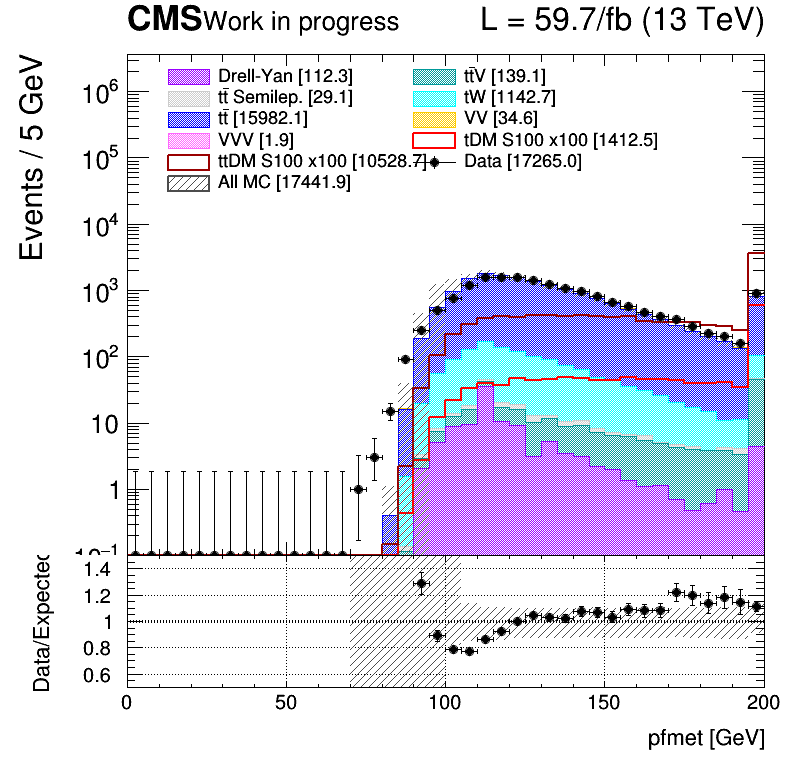 CMS Work in progress L = 59.7/fb (13 TeV)
Events / 5 GeV
Drell-Yan [112.3] tt̄V [139.1]
tt̄ Semilep. [29.1] tW [1142.7]
tt̄ [15982.1] VV [34.6]
VVV [1.9] tDM S100 x100 [1412.5]
ttDM S100 x100 [10528.7] Data [17265.0]
All MC [17441.9]
10⁶
10⁵
10⁴
10³
10²
10
1
10⁻¹
Data/Expected
1.4
1.2
1
0.8
0.6
0 50 100 150 200
pfmet [GeV]